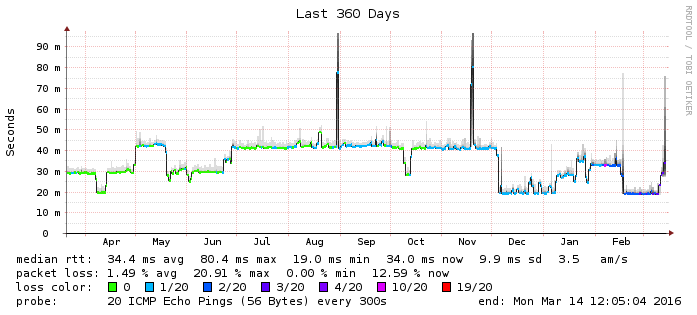 Last 360 Days
RRDTOOL / TOBI OETIKER
Seconds
90 m
80 m
70 m
60 m
50 m
40 m
30 m
20 m
10 m
0
Apr May Jun Jul Aug Sep Oct Nov Dec Jan Feb
median rtt: 34.4 ms avg 80.4 ms max 19.0 ms min 34.0 ms now 9.9 ms sd 3.5 am/s
packet loss: 1.49 % avg 20.91 % max 0.00 % min 12.59 % now
loss color: 0 1/20 2/20 3/20 4/20 10/20 19/20
probe: 20 ICMP Echo Pings (56 Bytes) every 300s end: Mon Mar 14 12:05:04 2016